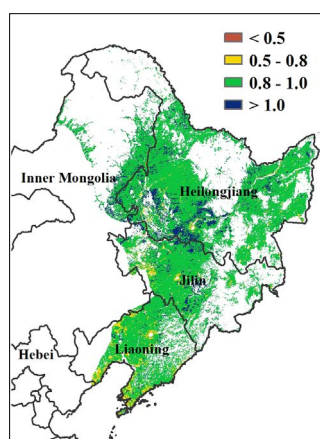 < 0.5
0.5 - 0.8
0.8 - 1.0
> 1.0
Inner Mongolia
Heilongjiang
Jilin
Liaoning
Hebei